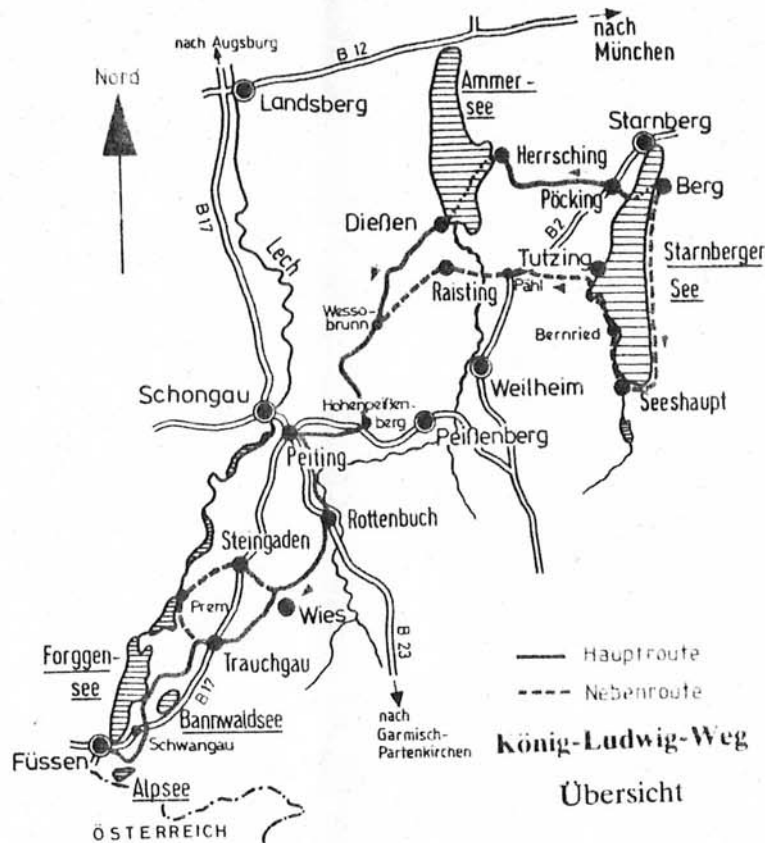 nach Augsburg
B 12
nach
München
Nord
Landsberg
Ammer-
see
Starnberg
Herrsching
Pöcking
Berg
B 17
Lech
Dießen
B2
Tutzing
Starnberger
See
Raisting
Pähl
Wesso-
brunn
Bernried
Weilheim
Seeshaupt
Schongau
Hohenpeißen-
berg
Peißenberg
Peiting
Rottenbuch
Steingaden
Prem
Wies
Trauchgau
B 23
Forggen-
see
B17
Bannwaldsee
Schwangau
Füssen
Alpsee
ÖSTERREICH
nach
Garmisch-
Partenkirchen
Hauptroute
Nebenroute
König-Ludwig-Weg
Übersicht